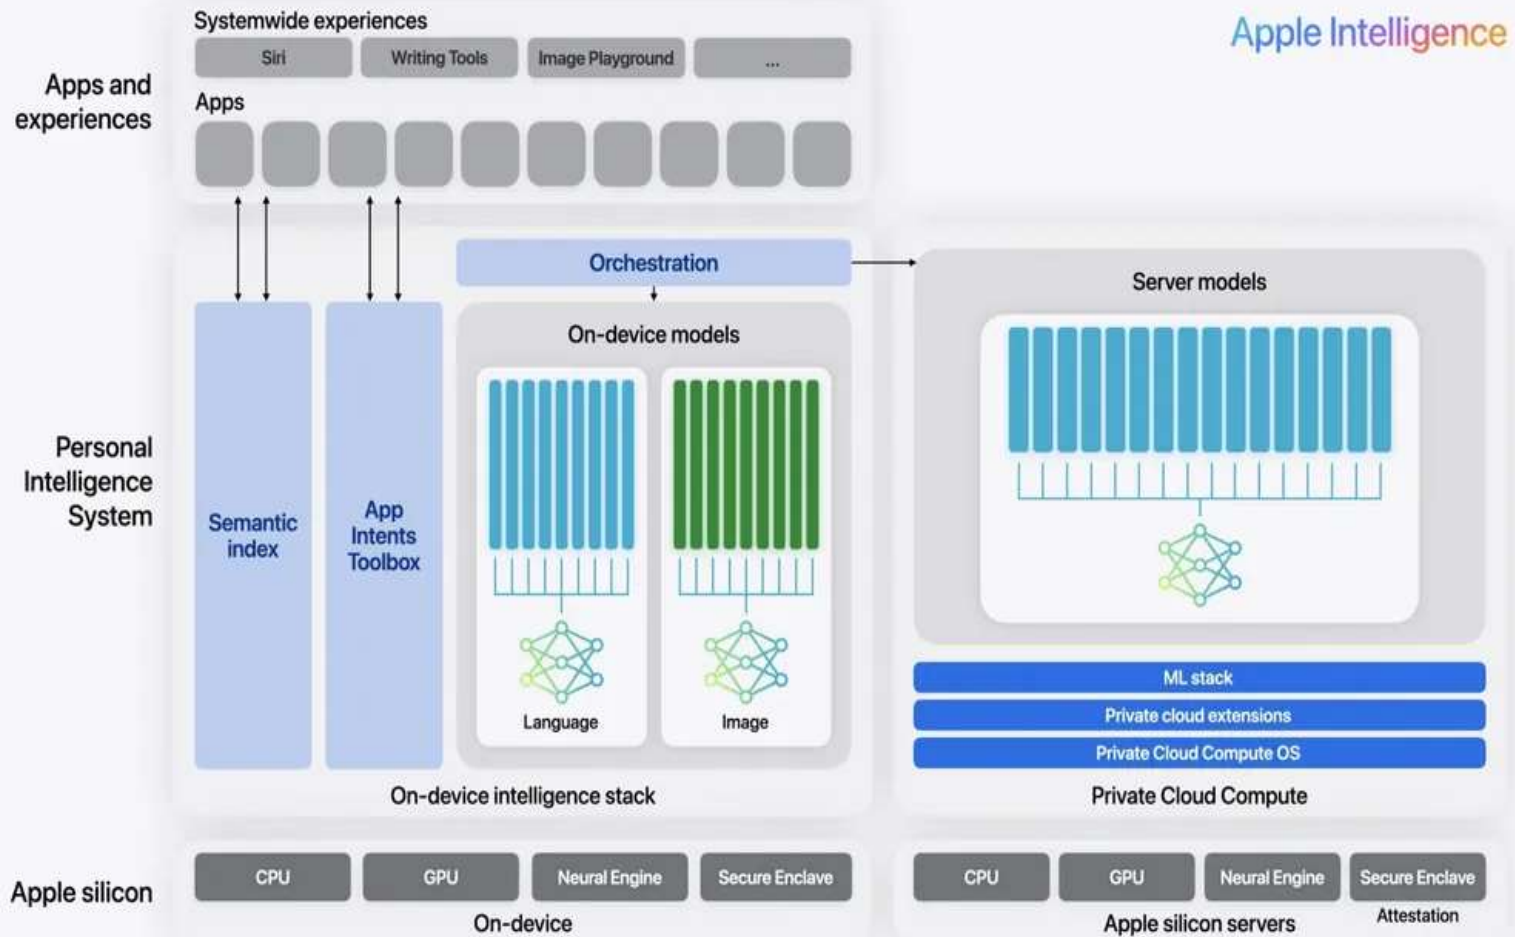 Apple Intelligence
Apps and
experiences
Systemwide experiences
Siri
Writing Tools
Image Playground
...
Apps
Personal
Intelligence
System
Semantic
index
App
Intents
Toolbox
Orchestration
On-device models
Language
Image
On-device intelligence stack
Server models
ML stack
Private cloud extensions
Private Cloud Compute OS
Private Cloud Compute
Apple silicon
CPU
GPU
Neural Engine
Secure Enclave
On-device
CPU
GPU
Neural Engine
Secure Enclave
Apple silicon servers
Attestation